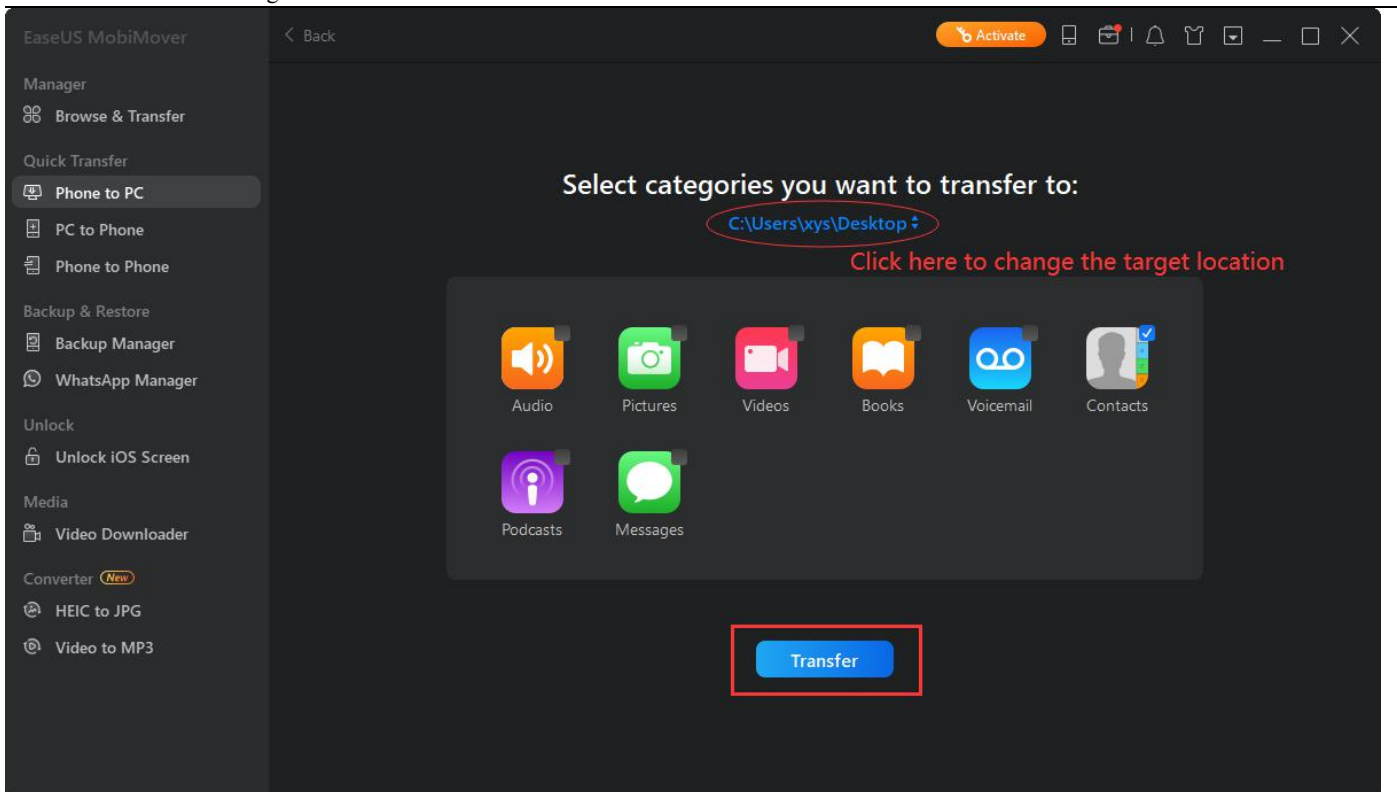 EaseUS MobiMover
Back
Activate
Manager
Browse & Transfer
Quick Transfer
Phone to PC
PC to Phone
Phone to Phone
Backup & Restore
Backup Manager
WhatsApp Manager
Unlock
Unlock iOS Screen
Media
Video Downloader
Converter New
HEIC to JPG
Video to MP3
Select categories you want to transfer to:
C:\Users\xys\Desktop
Click here to change the target location
Audio Pictures Videos Books Voicemail Contacts
Podcasts Messages
Transfer